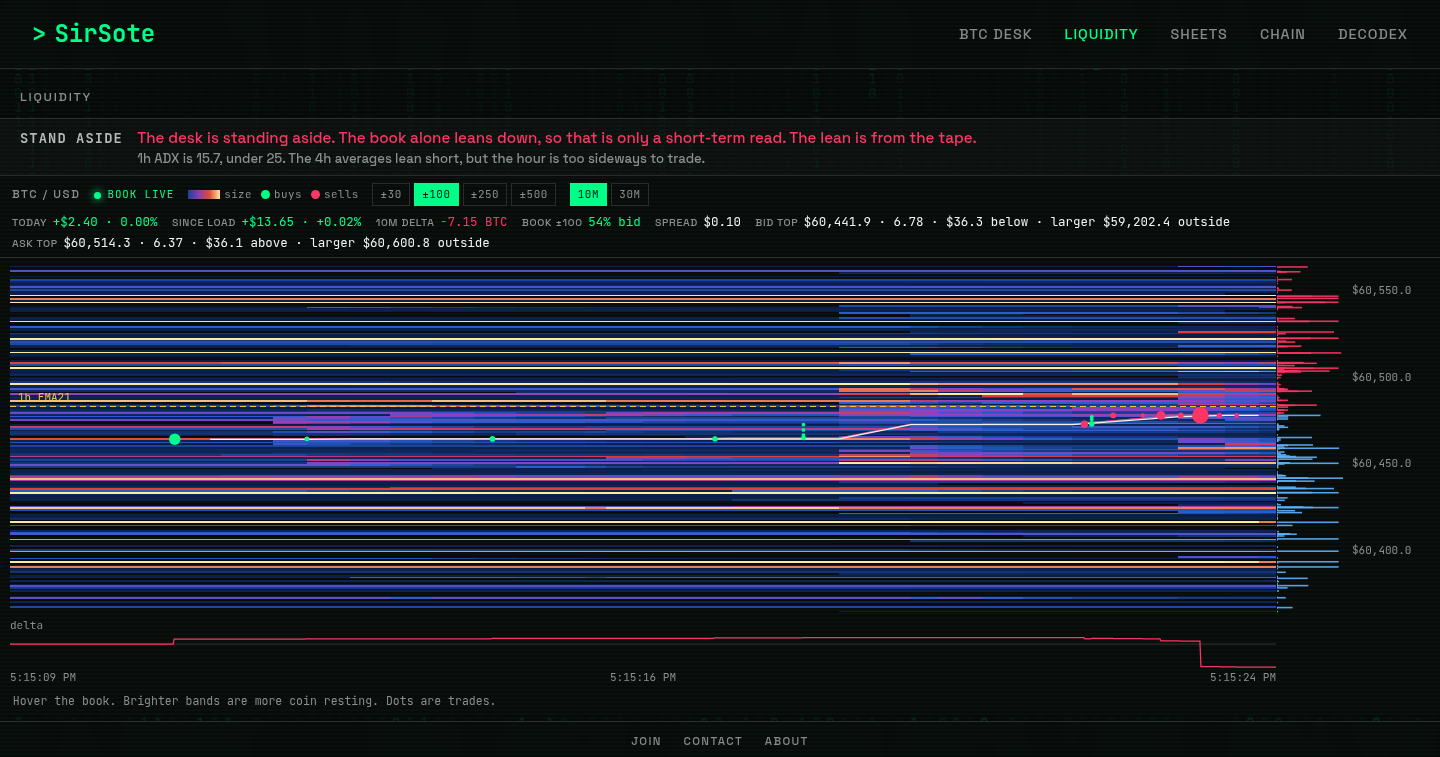 > SirSote
BTC DESK LIQUIDITY SHEETS CHAIN DECODEX
LIQUIDITY
STAND ASIDE The desk is standing aside. The book alone leans down, so that is only a short-term read. The lean is from the tape.
1h ADX is 15.7, under 25. The 4h averages lean short, but the hour is too sideways to trade.
BTC / USD BOOK LIVE size buys sells ±30 ±100 ±250 ±500 10M 30M
TODAY +$2.40 · 0.00% SINCE LOAD +$13.65 · +0.02% 10M DELTA -7.15 BTC BOOK ±100 54% bid SPREAD $0.10 BID TOP $60,441.9 · 6.78 · $36.3 below · larger $59,202.4 outside
ASK TOP $60,514.3 · 6.37 · $36.1 above · larger $60,600.8 outside
$60,550.0
$60,500.0
1h EMA21
$60,450.0
$60,400.0
delta
5:15:09 PM 5:15:16 PM 5:15:24 PM
Hover the book. Brighter bands are more coin resting. Dots are trades.
JOIN CONTACT ABOUT